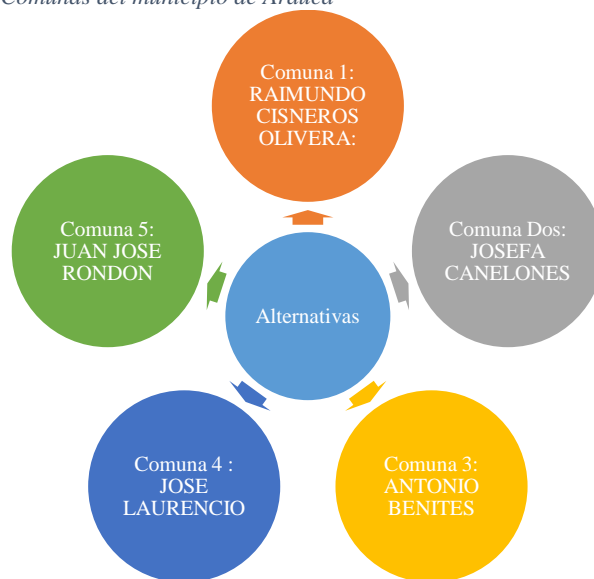 Comunas del municipio de Arauca
Comuna 1:
RAIMUNDO
CISNEROS
OLIVERA:
Comuna Dos:
JOSEFA
CANELONES
Comuna 3:
ANTONIO
BENITES
Comuna 4 :
JOSE
LAURENCIO
Comuna 5:
JUAN JOSE
RONDON
Alternativas